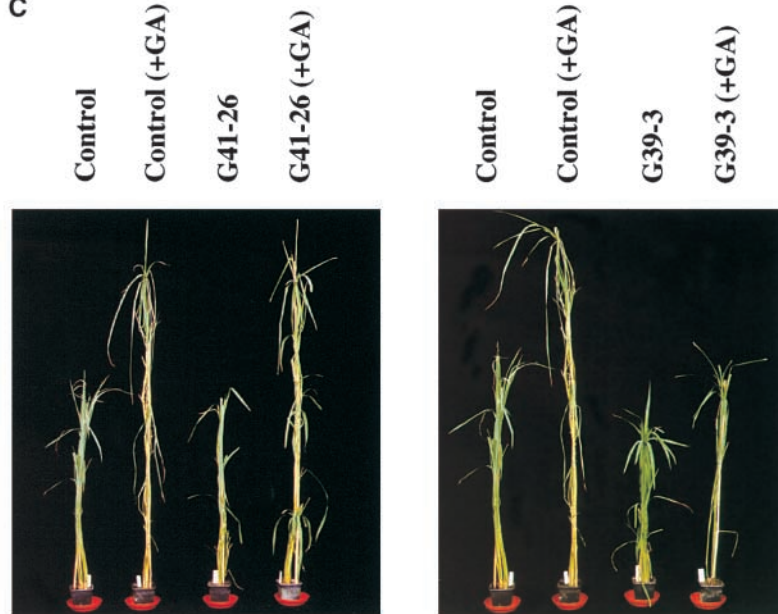 C
Control
Control (+GA)
G41-26
G41-26 (+GA)
Control
Control (+GA)
G39-3
G39-3 (+GA)